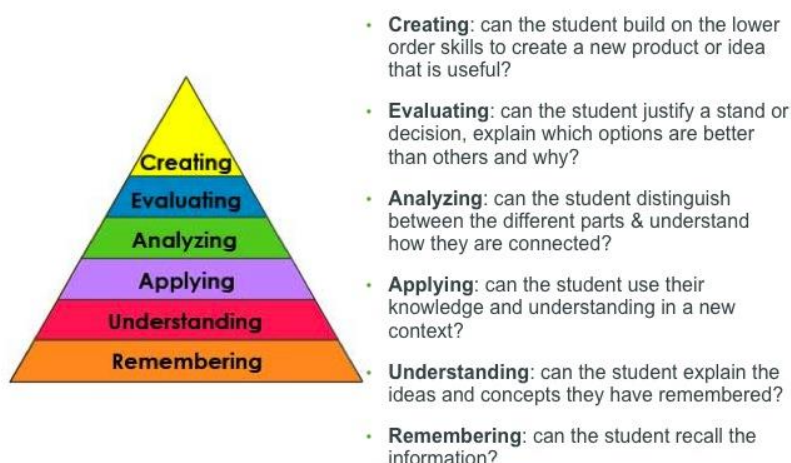 Creating
Evaluating
Analyzing
Applying
Understanding
Remembering
• Creating: can the student build on the lower
order skills to create a new product or idea
that is useful?
• Evaluating: can the student justify a stand or
decision, explain which options are better
than others and why?
• Analyzing: can the student distinguish
between the different parts & understand
how they are connected?
• Applying: can the student use their
knowledge and understanding in a new
context?
• Understanding: can the student explain the
ideas and concepts they have remembered?
• Remembering: can the student recall the
information?